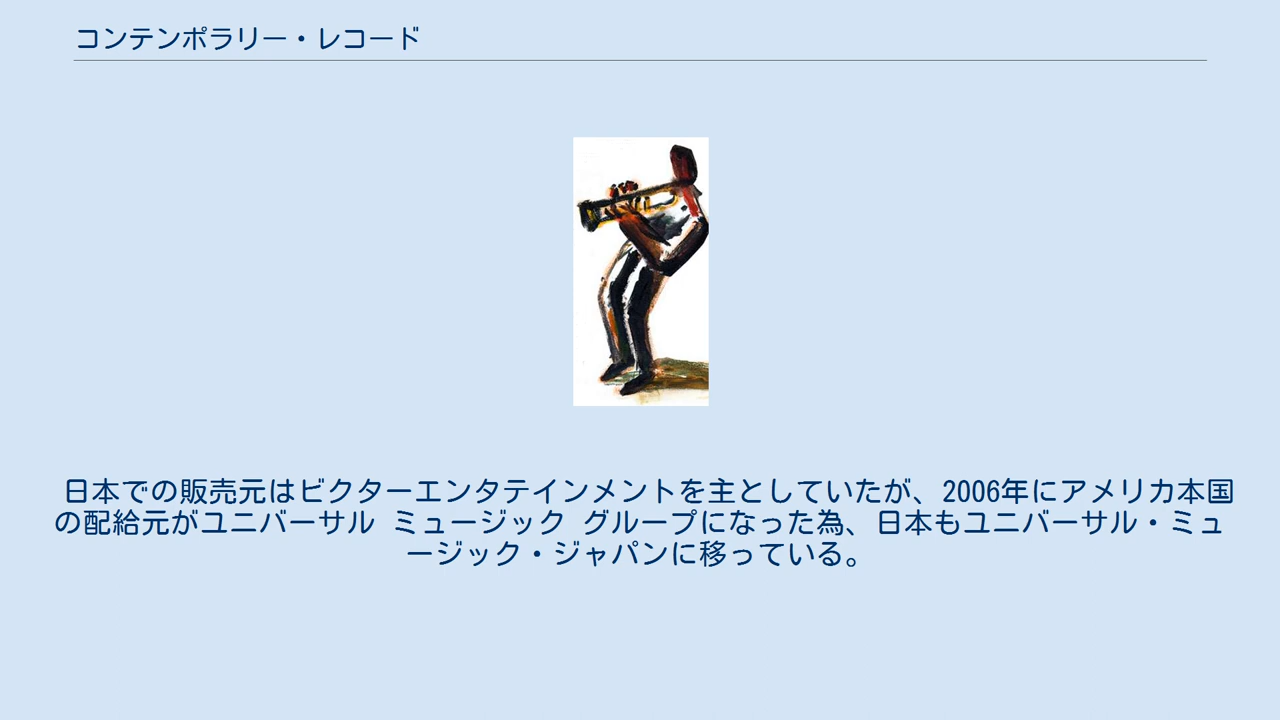 コンテンポラリー・レコード
日本での販売元はビクターエンタテインメントを主としていたが、2006年にアメリカ本国
の配給元がユニバーサル ミュージック グループになった為、日本もユニバーサル・ミュ
ージック・ジャパンに移っている。